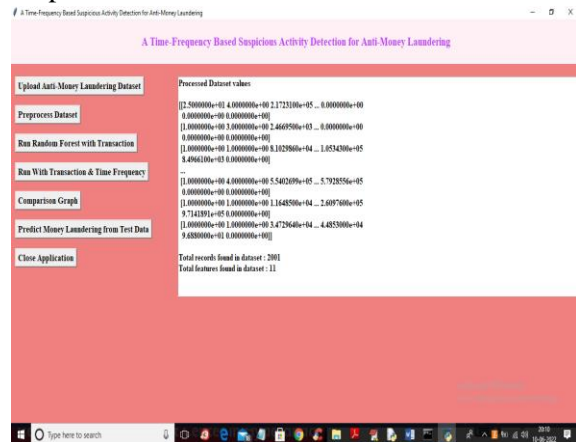 A Time-Frequency Based Suspicious Activity Detection for Anti-Money Laundering
A Time-Frequency Based Suspicious Activity Detection for Anti-Money Laundering
Upload Anti-Money Laundering Dataset
Preprocess Dataset
Run Random Forest with Transaction
Run With Transaction & Time Frequency
Comparison Graph
Predict Money Laundering from Test Data
Close Application
Processed Dataset values
[[2.5000000e+01 4.0000000e+00 2.1723100e+05 ... 0.0000000e+00
0.0000000e+00 0.0000000e+00]
[1.0000000e+00 3.0000000e+00 2.4669500e+03 ... 0.0000000e+00
0.0000000e+00 0.0000000e+00]
[1.0000000e+00 1.0000000e+00 8.1029860e+04 ... 1.0534300e+05
8.4966100e+03 0.0000000e+00]
...
[1.0000000e+00 4.0000000e+00 5.5402699e+05 ... 5.7928556e+05
0.0000000e+00 0.0000000e+00]
[1.0000000e+00 1.0000000e+00 1.1648500e+04 ... 2.6097600e+05
9.7141891e+05 0.0000000e+00]
[1.0000000e+00 1.0000000e+00 3.4729640e+04 ... 4.4853000e+04
9.6880000e+01 0.0000000e+00]]
Total records found in dataset : 2001
Total features found in dataset : 11
Type here to search
20:10
10-06-2022